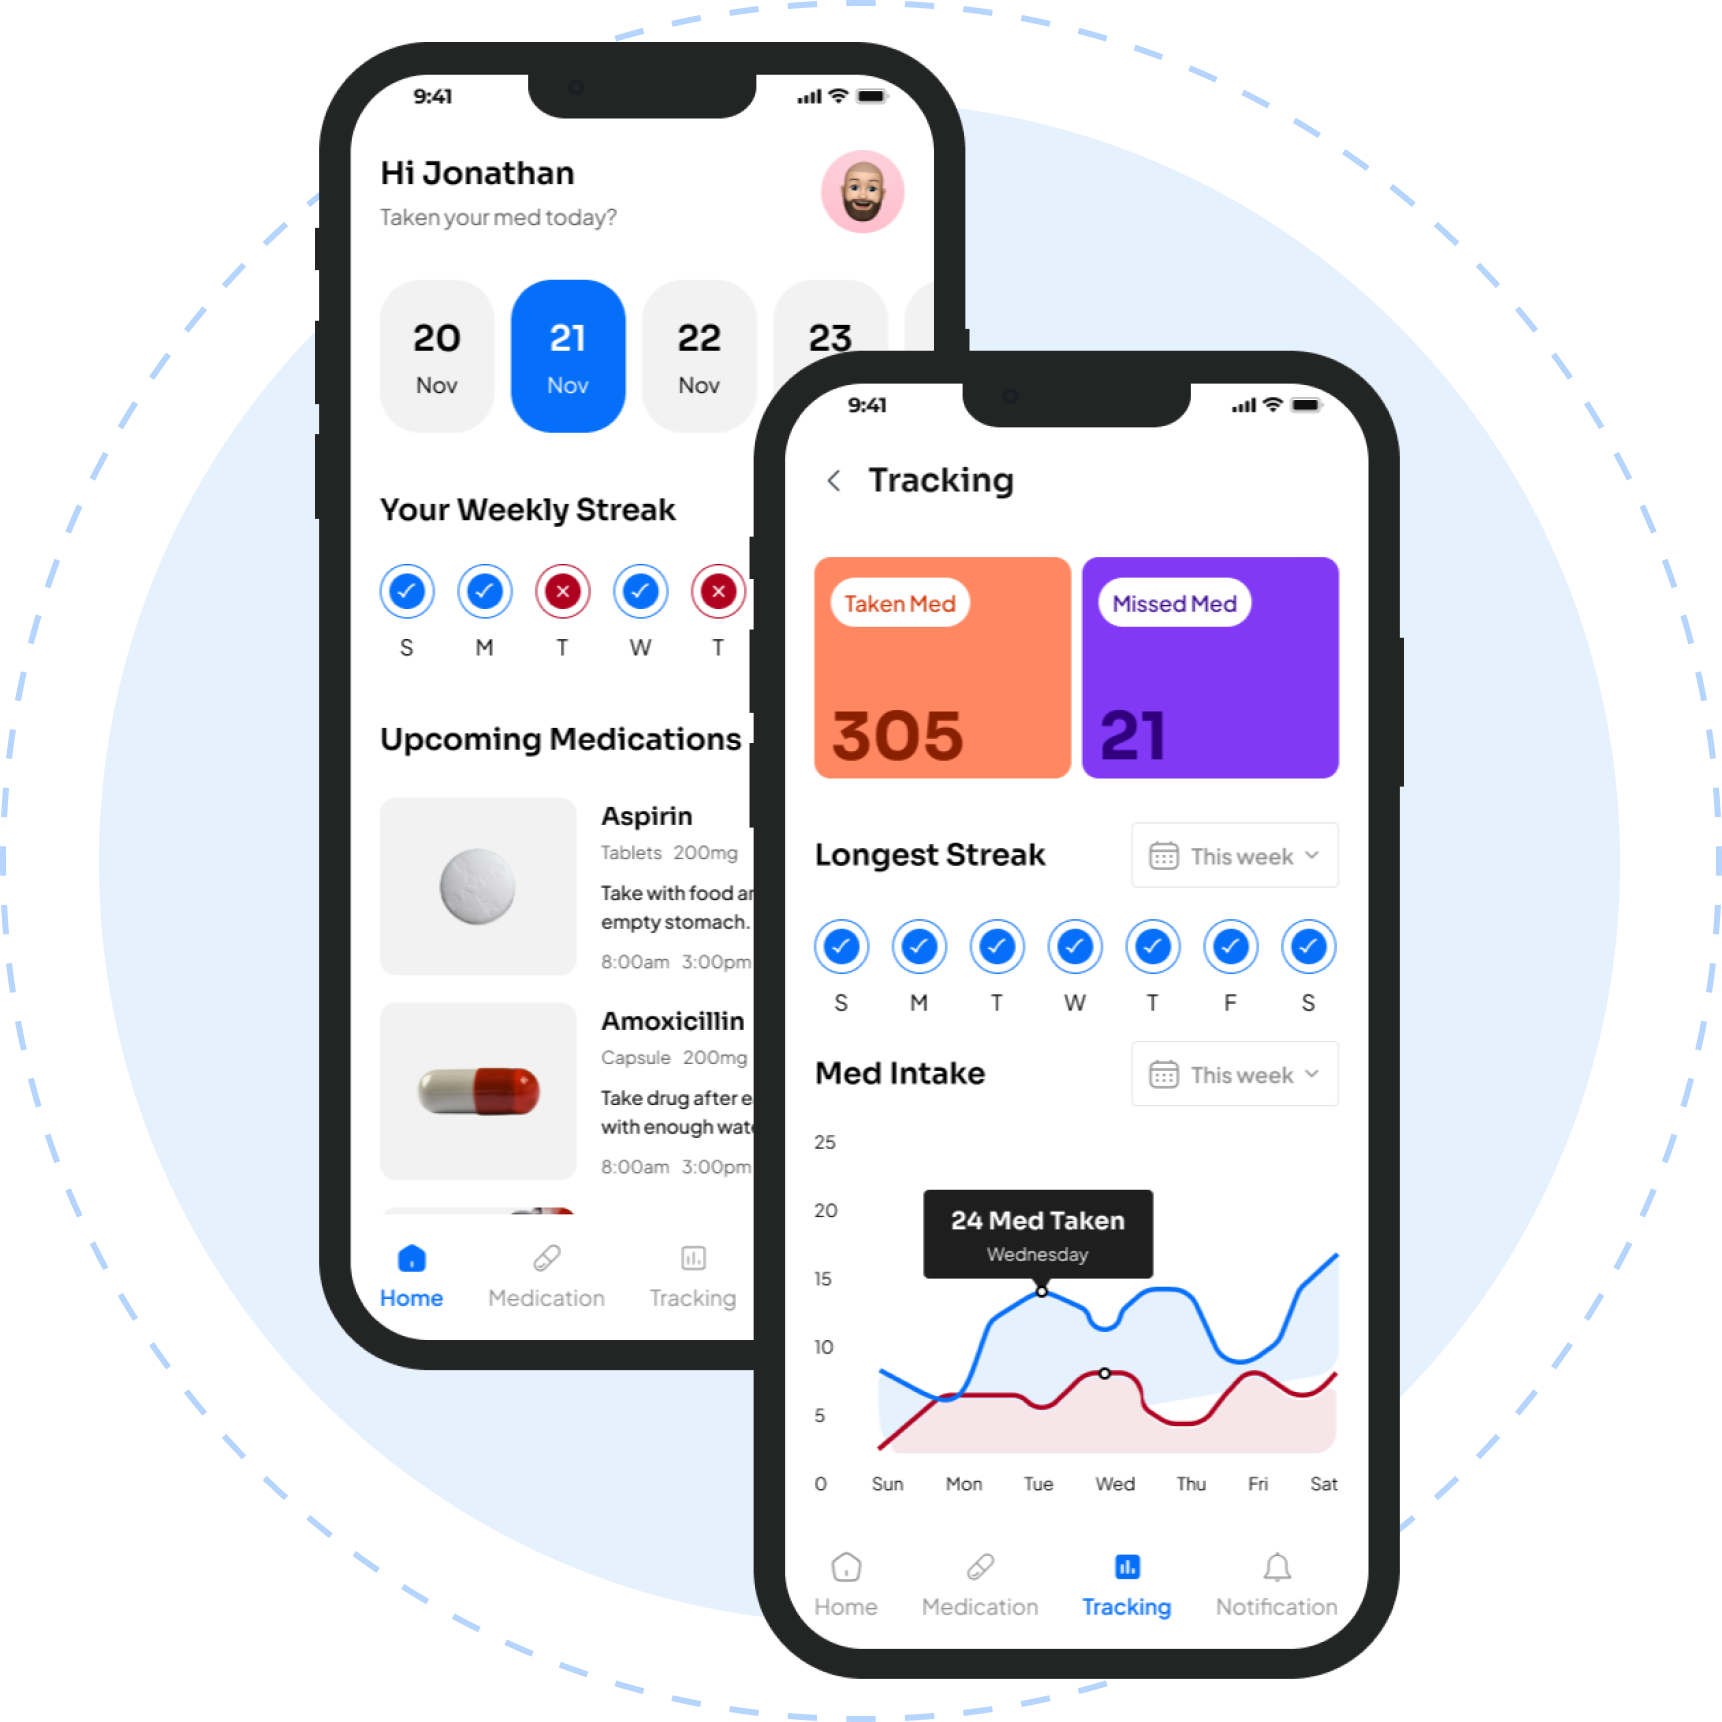 9:41
Hi Jonathan
Taken your med today?
20 21 22 23
Nov Nov Nov
Your Weekly Streak
S M T W T
Upcoming Medications
Aspirin
Tablets 200mg
Take with food
empty stomach.
8:00am 3:00pm
Amoxicillin
Capsule 200mg
Take drug after
with enough
8:00am 3:00pm
Home Medication Tracking
9:41
Tracking
Taken Med Missed Med
305 21
Longest Streak This week
S M T W T F S
Med Intake This week
25
20
15
10
5
0
24 Med Taken
Wednesday
Sun Mon Tue Wed Thu Fri Sat
Home Medication Tracking Notification